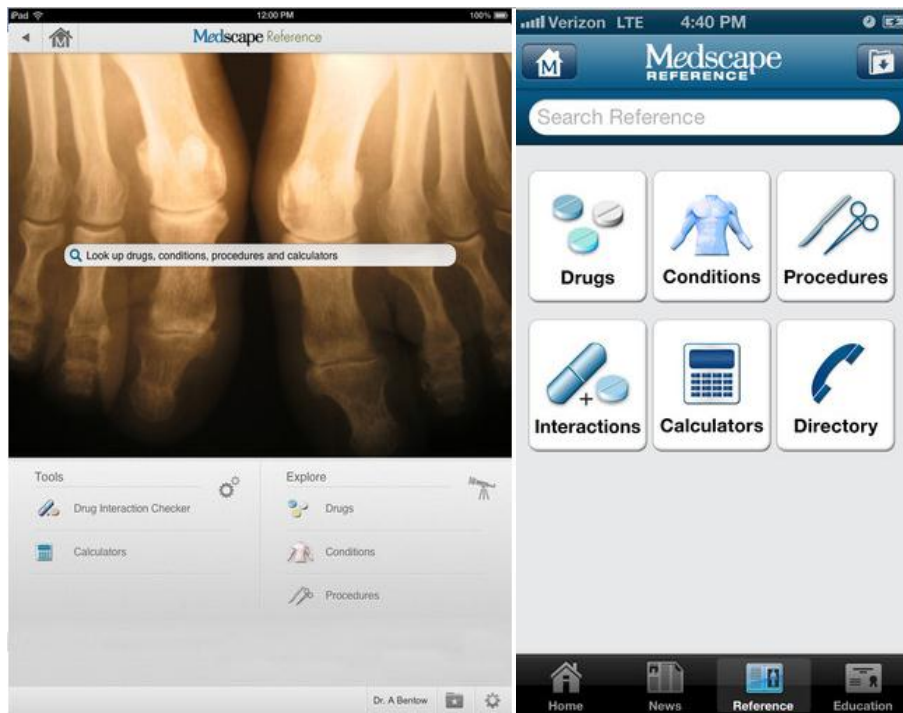 iPad 12:00 PM 100%
Medscape Reference
Look up drugs, conditions, procedures and calculators
Tools
Drug Interaction Checker
Calculators
Explore
Drugs
Conditions
Procedures
Dr. A Bentow
Verizon LTE 4:40 PM
M
Medscape
REFERENCE
Search Reference
Drugs Conditions Procedures
Interactions Calculators Directory
Home News Reference Education